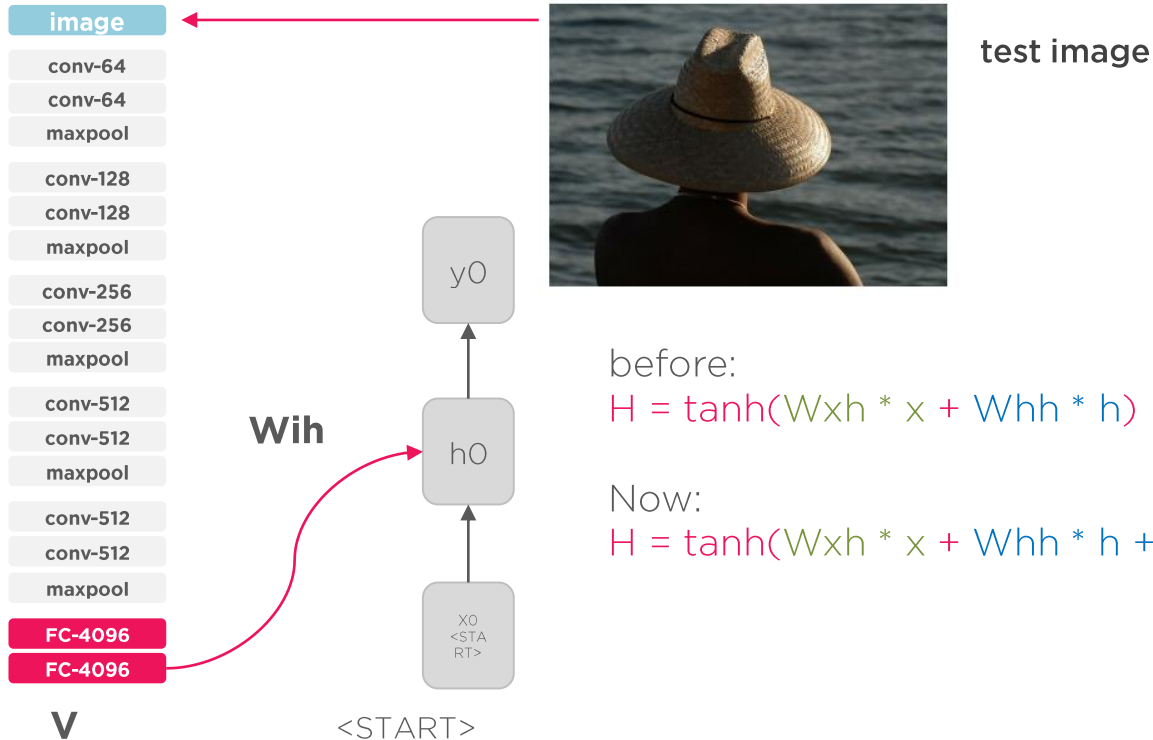 image
test image
conv-64
conv-64
maxpool
conv-128
conv-128
maxpool
conv-256
conv-256
maxpool
conv-512
conv-512
maxpool
conv-512
conv-512
maxpool
FC-4096
FC-4096
V
Wih
y0
h0
X0
<STA
RT>
<START>
before:
H = tanh(Wxh * x + Whh * h)
Now:
H = tanh(Wxh * x + Whh * h +